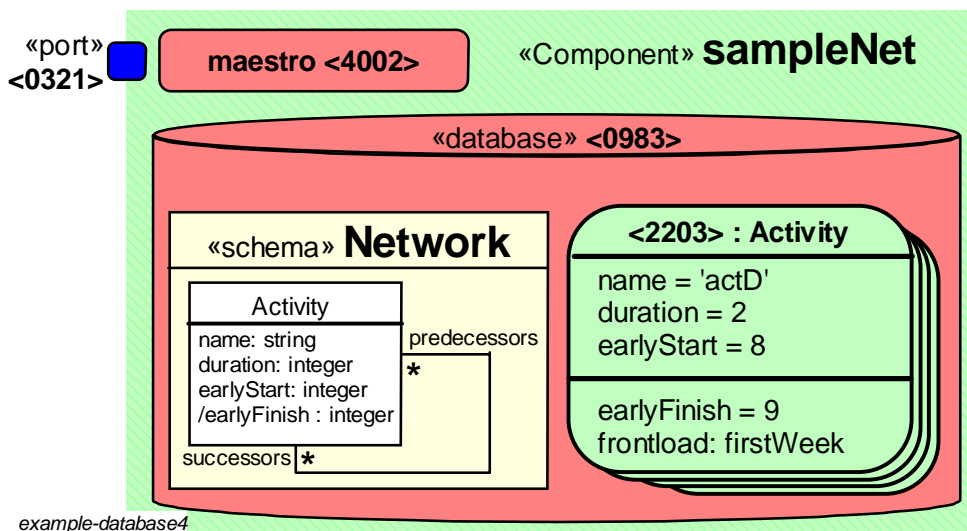 «port»
<0321>
maestro <4002>
«Component» sampleNet
«database» <0983>
«schema» Network
Activity
name: string
duration: integer
earlyStart: integer
/earlyFinish : integer
predecessors
*
successors *
<2203> : Activity
name = 'actD'
duration = 2
earlyStart = 8
earlyFinish = 9
frontload: firstWeek
example-database4